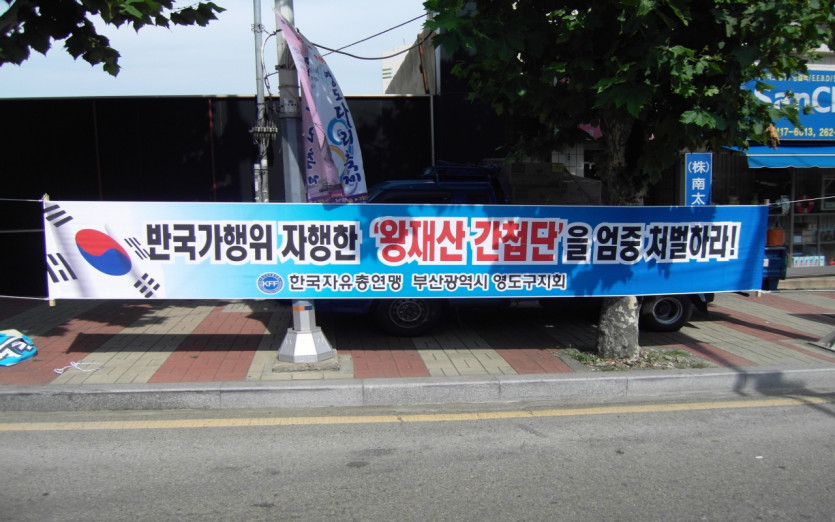 반국가행위 자행한 '왕재산 간첩단'을 엄중 처벌하라!
KFF 한국자유총연맹 부산광역시 영도구지회
(株)南太